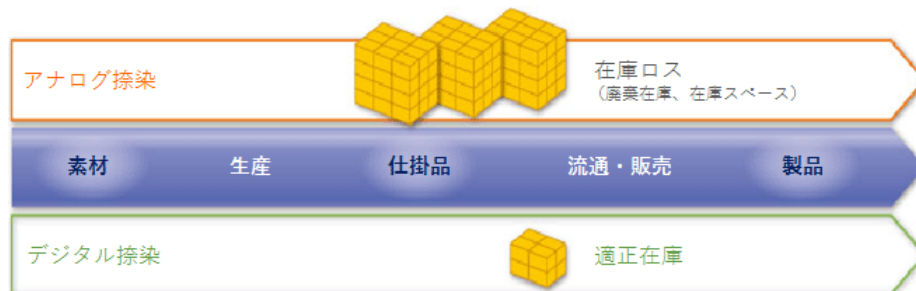 アナログ捺染
在庫ロス
（廃棄在庫、在庫スペース）
素材 生産 仕掛品 流通・販売 製品
デジタル捺染
適正在庫